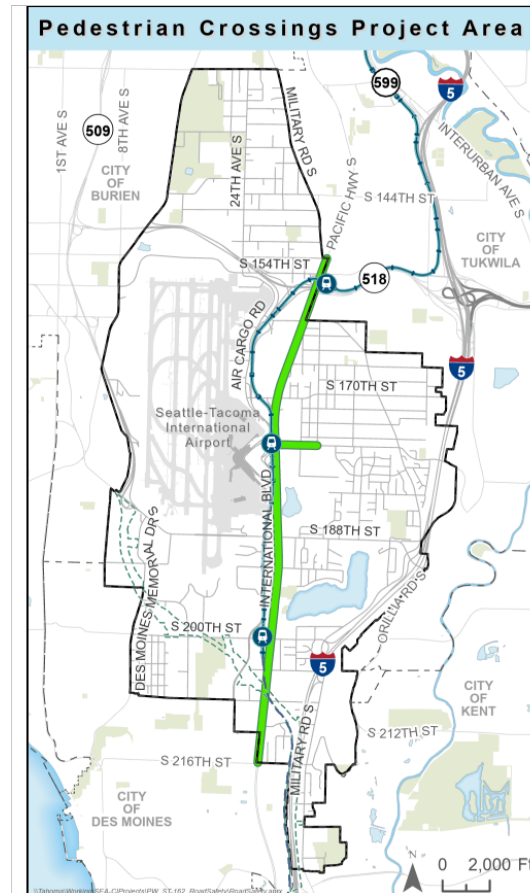 Pedestrian Crossings Project Area
599
5
509
1ST AVE S
8TH AVE S
MILITARY RD S
24TH AVE S
PACIFIC HWY S
INTERURBAN AVE S
CITY
OF
BURIEN
S 144TH ST
CITY
OF
TUKWILA
S 154TH ST
518
AIR CARGO RD
5
S 170TH ST
Seattle-Tacoma
International
Airport
INTERNATIONAL BLVD
S 188TH ST
DES MOINES MEMORIAL DR S
ORILLIA RD S
S 200TH ST
5
CITY
OF
KENT
MILITARY RD S
S 212TH ST
S 216TH ST
CITY
OF
DES MOINES
N
0 2,000 Ft